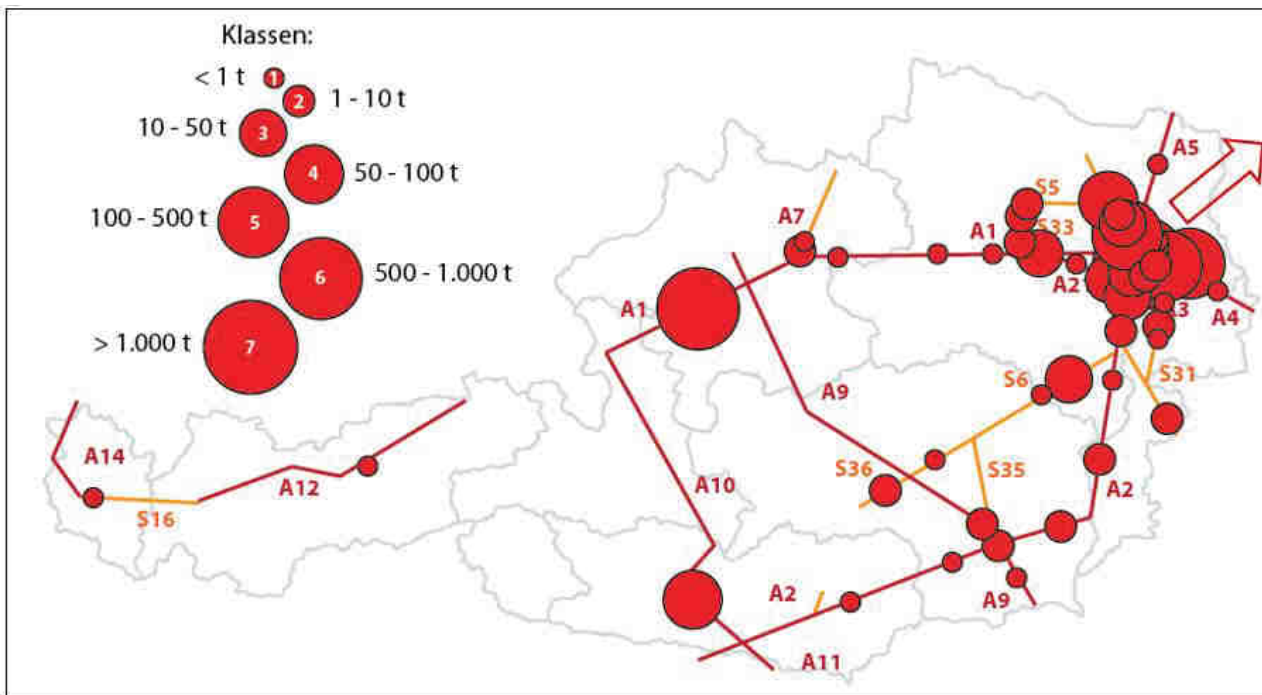 Klassen:
< 1 t
1
2
1 - 10 t
10 - 50 t
3
4
50 - 100 t
100 - 500 t
5
6
500 - 1.000 t
> 1.000 t
7
A5
S5
A7
A1
S33
A2
A1
A4
A9
S6
S31
A14
A12
S16
A10
S36
S35
A2
A2
A9
A11